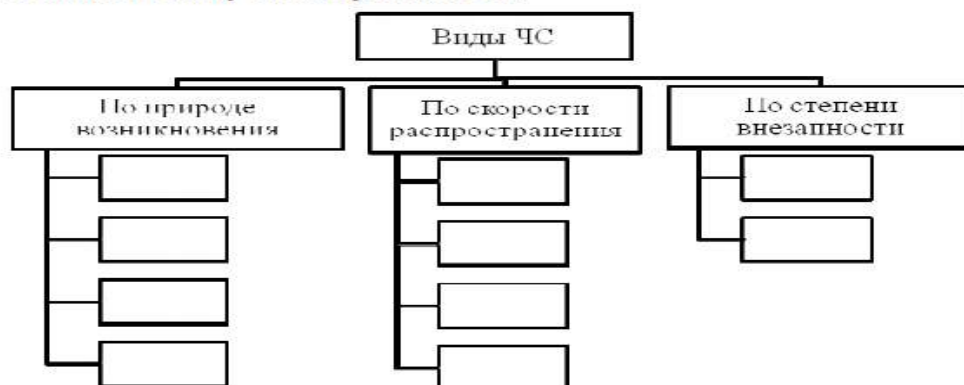 Виды ЧС
По природе
возникновения
По скорости
распространения
По степени
внезапности